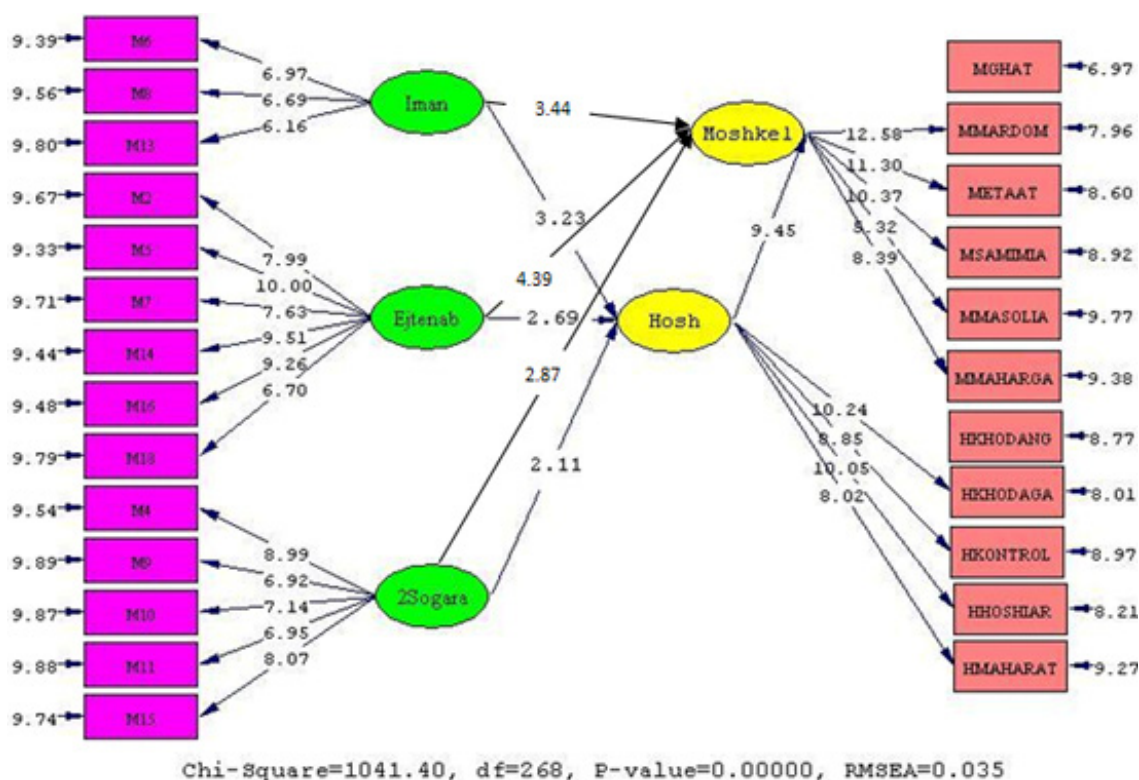 9.39
M6
9.56
M8
9.80
M13
9.67
M2
9.33
M5
9.71
M7
9.44
M14
9.48
M16
9.79
M18
9.54
M4
9.89
M9
9.87
M10
9.88
M11
9.74
M15
6.97
6.69
6.16
7.99
10.00
7.63
9.51
9.26
6.70
8.99
6.92
7.14
6.95
8.07
Iman
Ejtenab
2Sogara
3.44
3.23
4.39
2.69
2.87
2.11
Moshkel
Hosh
9.45
12.58
11.30
10.37
8.39
10.24
8.85
10.05
8.02
MGHAT
6.97
MMARDOM
7.96
METAAT
8.60
MSAMIMIA
8.92
MMASOLIA
9.77
MMAHARGA
9.38
HKHODANG
8.77
HKHODAGA
8.01
HKONTROL
8.97
HHOSHIAR
8.21
HMAHARAT
9.27
Chi-Square=1041.40, df=268, P-value=0.00000, RMSEA=0.035